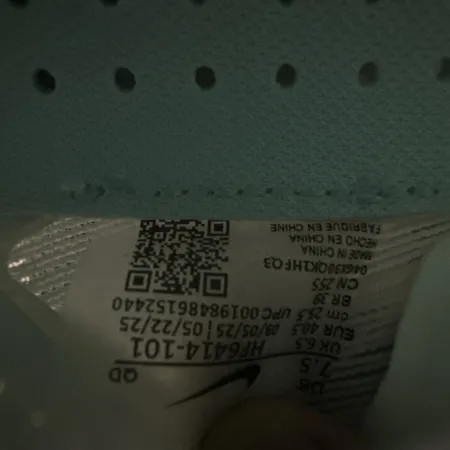 US
7.5 QD
UK 6.5 HF6414-101
EUR 40.5 03/05/25 | 05/22/25
cm 25.5 UPC 00198486152440
BR 39
CN 255
MADE IN CHINA
HECHO EN CHINA
FABRIQUE EN CHINE